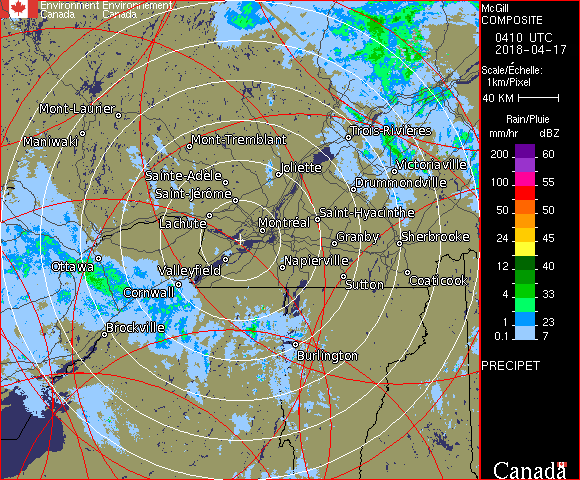 Environment Environnement
Canada Canada
McGill
COMPOSITE
0410 UTC
2018-04-17
Scale/Échelle:
1km/Pixel
40 KM
Rain/Pluie
mm/hr dBZ
200 60
100 55
50 50
24 45
12 40
4 33
1 23
0.1 7
PRECIPET
Canada
Mont-Laurier
Maniwaki
Mont-Tremblant
Trois-Rivières
Sainte-Adèle
Joliette
Victoriaville
Saint-Jérôme
Drummondville
Lachute
Saint-Hyacinthe
Montréal
Granby
Sherbrooke
Ottawa
Valleyfield
Napierville
Cornwall
Sutton
Coaticook
Brockville
Burlington